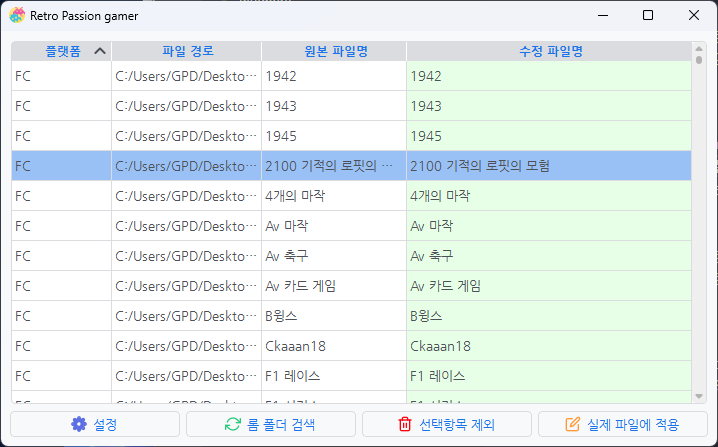 Retro Passion gamer
플랫폼 파일 경로 원본 파일명 수정 파일명
FC C:/Users/GPD/Deskto··· 1942 1942
FC C:/Users/GPD/Deskto··· 1943 1943
FC C:/Users/GPD/Deskto··· 1945 1945
FC C:/Users/GPD/Deskto··· 2100 기적의 로핏의 ··· 2100 기적의 로핏의 모험
FC C:/Users/GPD/Deskto··· 4개의 마작 4개의 마작
FC C:/Users/GPD/Deskto··· Av 마작 Av 마작
FC C:/Users/GPD/Deskto··· Av 축구 Av 축구
FC C:/Users/GPD/Deskto··· Av 카드 게임 Av 카드 게임
FC C:/Users/GPD/Deskto··· B윙스 B윙스
FC C:/Users/GPD/Deskto··· Ckaaan18 Ckaaan18
FC C:/Users/GPD/Deskto··· F1 레이스 F1 레이스
설정 롬 폴더 검색 선택항목 제외 실제 파일에 적용